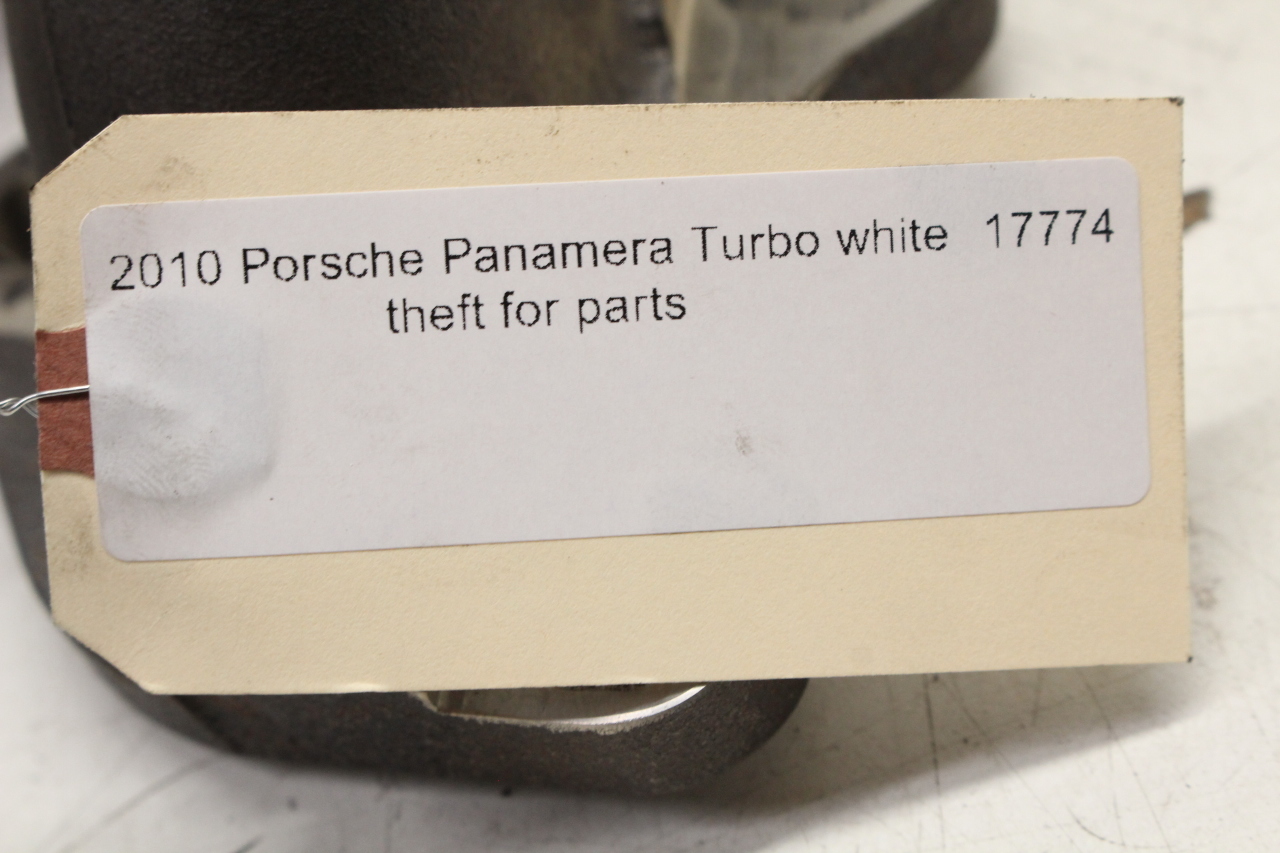 2010 Porsche Panamera Turbo white 17774
theft for parts